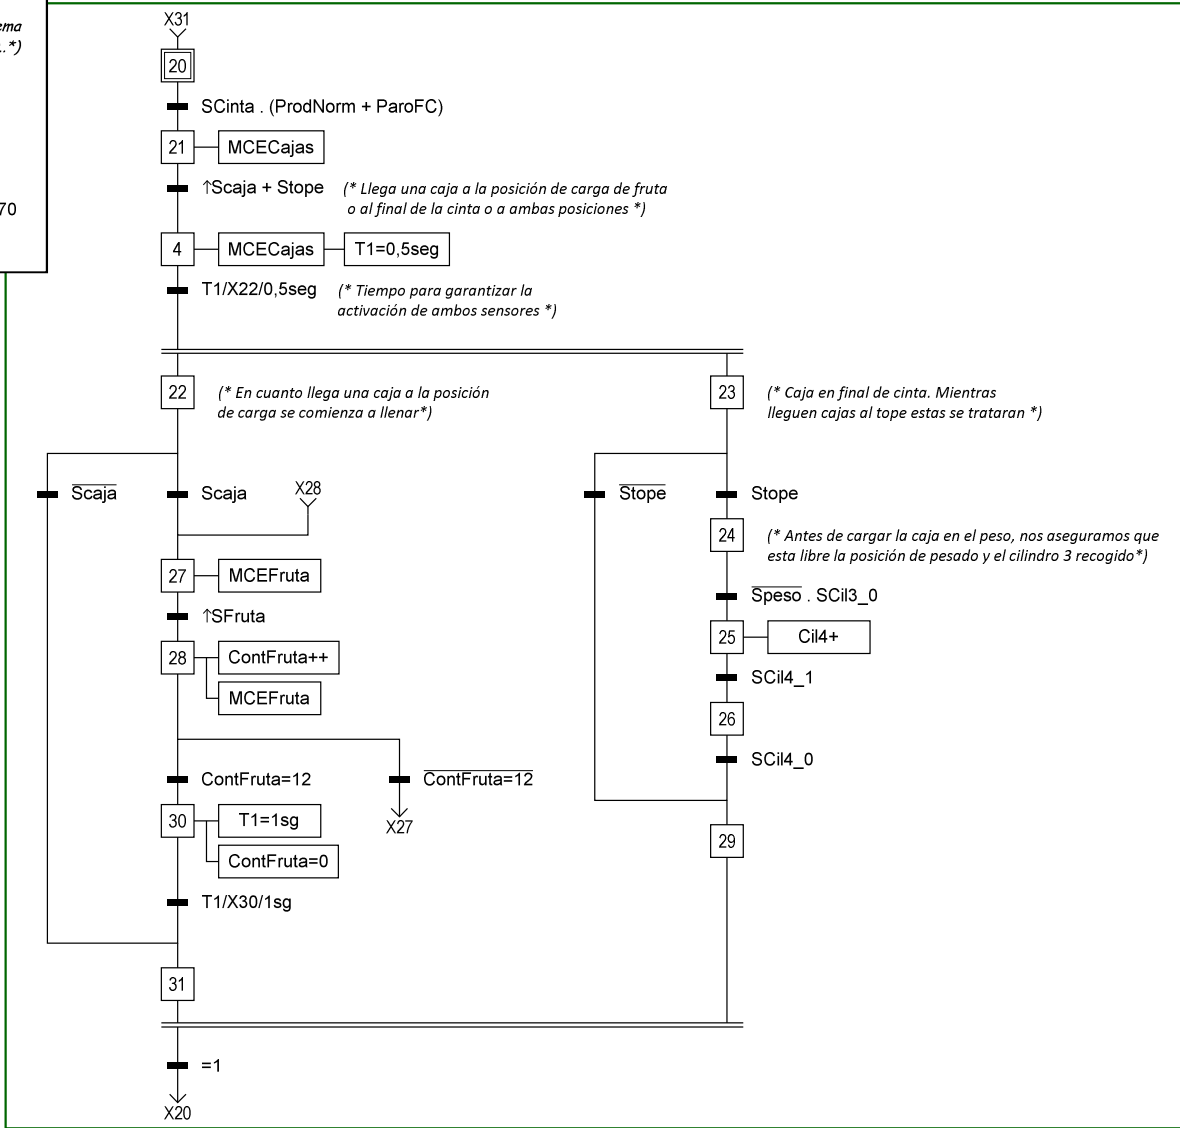 ema
.*)
70
X31
20
SCinta . (ProdNorm + ParoFC)
21
MCECajas
↑Scaja + Stope
(* Llega una caja a la posición de carga de fruta
o al final de la cinta o a ambas posiciones *)
4
MCECajas
T1=0,5seg
T1/X22/0,5seg
(* Tiempo para garantizar la
activación de ambos sensores *)
22
(* En cuanto llega una caja a la posición
de carga se comienza a llenar*)
23
(* Caja en final de cinta. Mientras
lleguen cajas al tope estas se trataran *)
S̅c̅a̅j̅a̅
Scaja
X28
S̅t̅o̅p̅e̅
Stope
24
(* Antes de cargar la caja en el peso, nos aseguramos que
esta libre la posición de pesado y el cilindro 3 recogido*)
27
MCEFruta
S̅p̅e̅s̅o̅ . SCil3_0
↑SFruta
25
Cil4+
28
ContFruta++
MCEFruta
SCil4_1
26
SCil4_0
ContFruta=12
C̅o̅n̅t̅F̅r̅u̅t̅a̅=̅1̅2̅
X27
30
T1=1sg
ContFruta=0
29
T1/X30/1sg
31
=1
X20